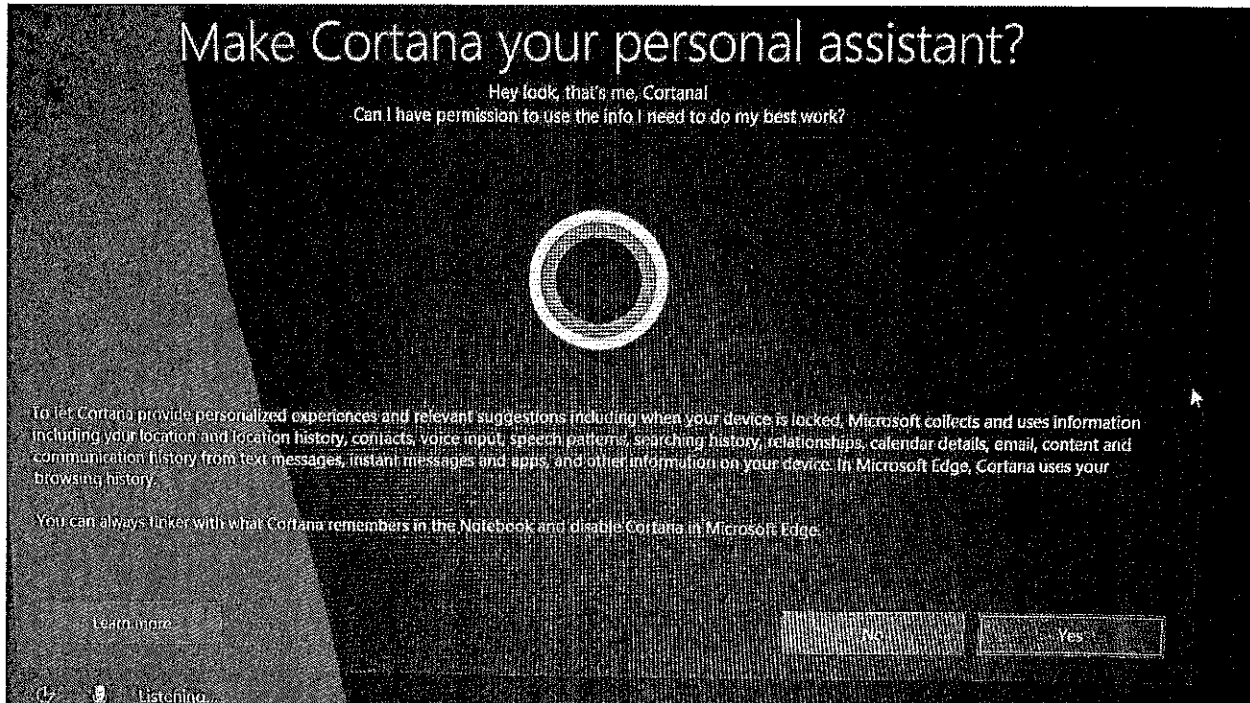 Make Cortana your personal assistant?
Hey look, that's me, Cortana!
Can I have permission to use the info I need to do my best work?
To let Cortana provide personalized experiences and relevant suggestions including when your device is locked, Microsoft collects and uses information
including your location and location history, contacts, voice input, speech patterns, searching history, relationships, calendar details, email, content and
communication history from text messages, instant messages and apps, and other information on your device. In Microsoft Edge, Cortana uses your
browsing history.
You can always tinker with what Cortana remembers in the Notebook and disable Cortana in Microsoft Edge.
Learn more
No
Yes
Listening...